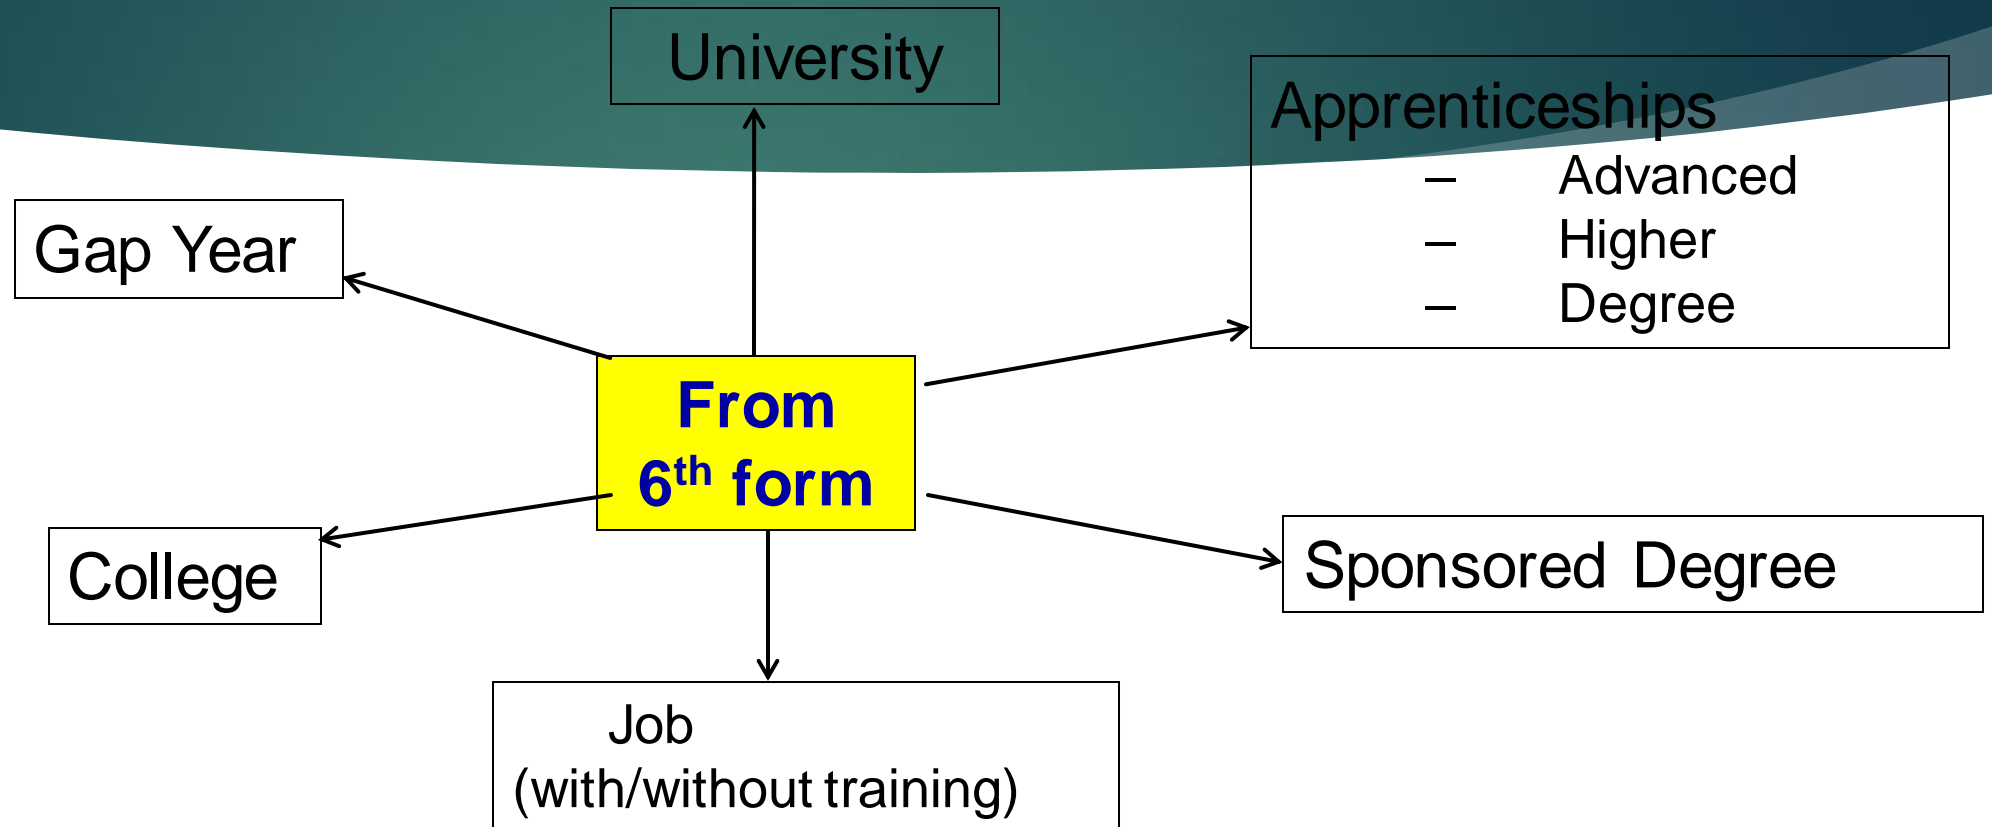 University
Apprenticeships
– Advanced
– Higher
– Degree
Gap Year
From
6th form
College
Sponsored Degree
Job
(with/without training)